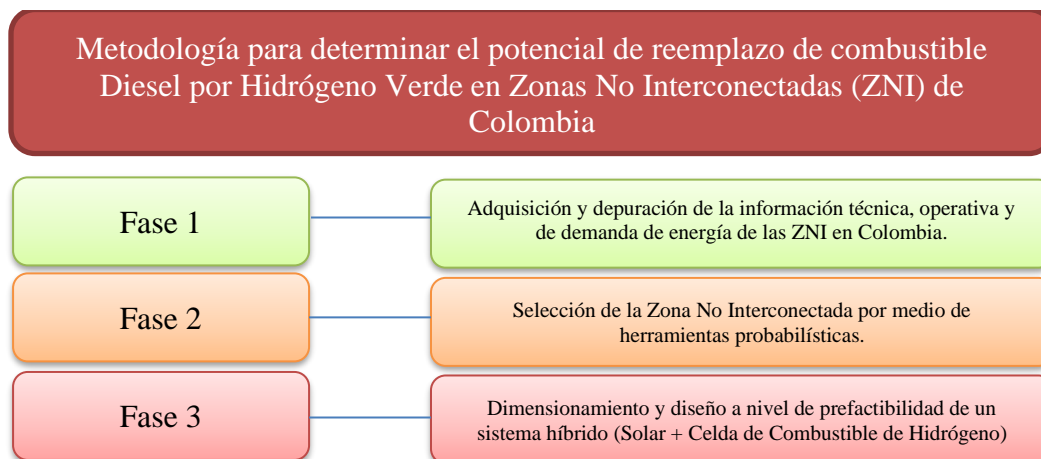 Metodología para determinar el potencial de reemplazo de combustible
Diesel por Hidrógeno Verde en Zonas No Interconectadas (ZNI) de
Colombia
Fase 1
Adquisición y depuración de la información técnica, operativa y
de demanda de energía de las ZNI en Colombia.
Fase 2
Selección de la Zona No Interconectada por medio de
herramientas probabilísticas.
Fase 3
Dimensionamiento y diseño a nivel de prefactibilidad de un
sistema híbrido (Solar + Celda de Combustible de Hidrógeno)